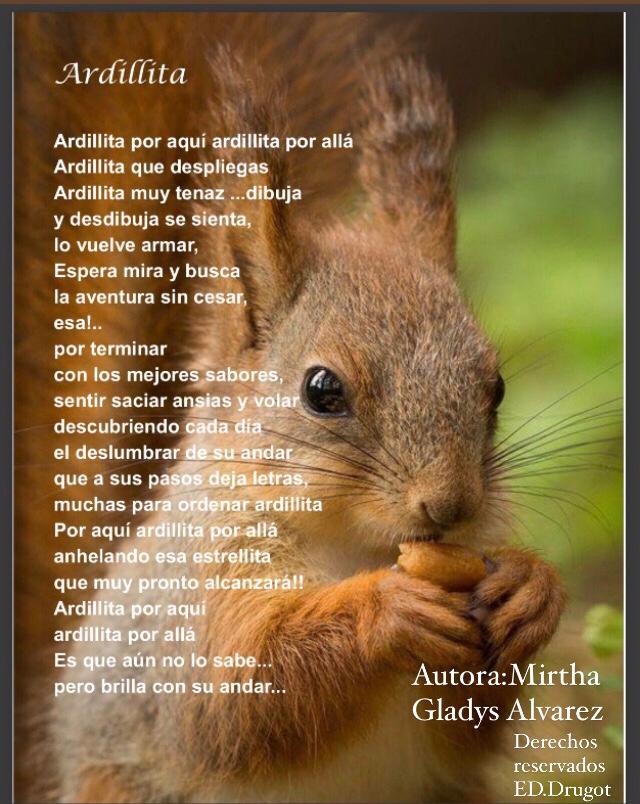 Ardillita
Ardillita por aquí ardillita por allá
Ardillita que despliegas
Ardillita muy tenaz ...dibuja
y desdibuja se sienta,
lo vuelve armar,
Espera mira y busca
la aventura sin cesar,
esa!..
por terminar
con los mejores sabores,
sentir saciar ansias y volar
descubriendo cada día
el deslumbrar de su andar
que a sus pasos deja letras,
muchas para ordenar ardillita
Por aquí ardillita por allá
anhelando esa estrellita
que muy pronto alcanzará!!
Ardillita por aquí
ardillita por allá
Es que aún no lo sabe...
pero brilla con su andar...
Autora:Mirtha
Gladys Alvarez
Derechos
reservados
ED.Drugot